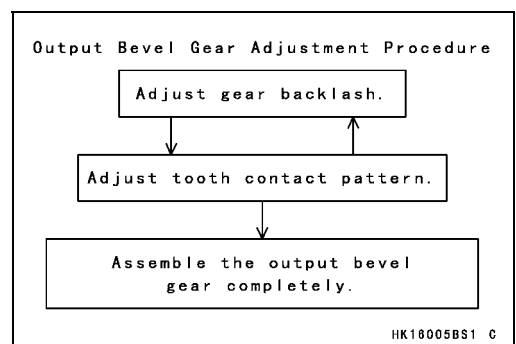 Output Bevel Gear Adjustment Procedure
Adjust gear backlash.
Adjust tooth contact pattern.
Assemble the output bevel
gear completely.
HK16005BS1 C